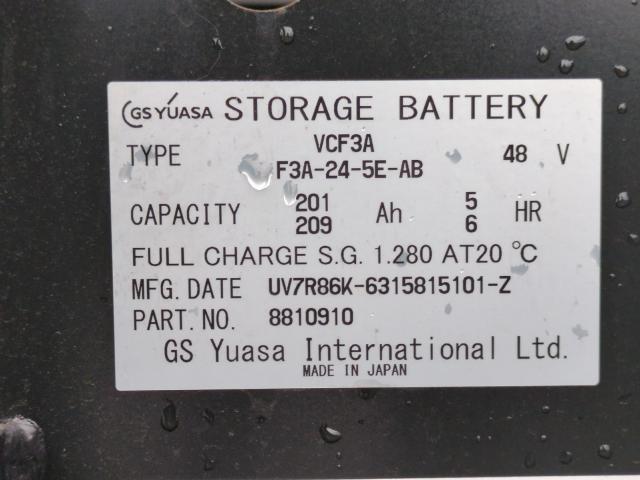 GS YUASA STORAGE BATTERY
TYPE VCF3A 48 V
F3A-24-5E-AB
CAPACITY 201 Ah 5 HR
209 6
FULL CHARGE S.G. 1.280 AT20 ℃
MFG. DATE UV7R86K-6315815101-Z
PART. NO. 8810910
GS Yuasa International Ltd.
MADE IN JAPAN